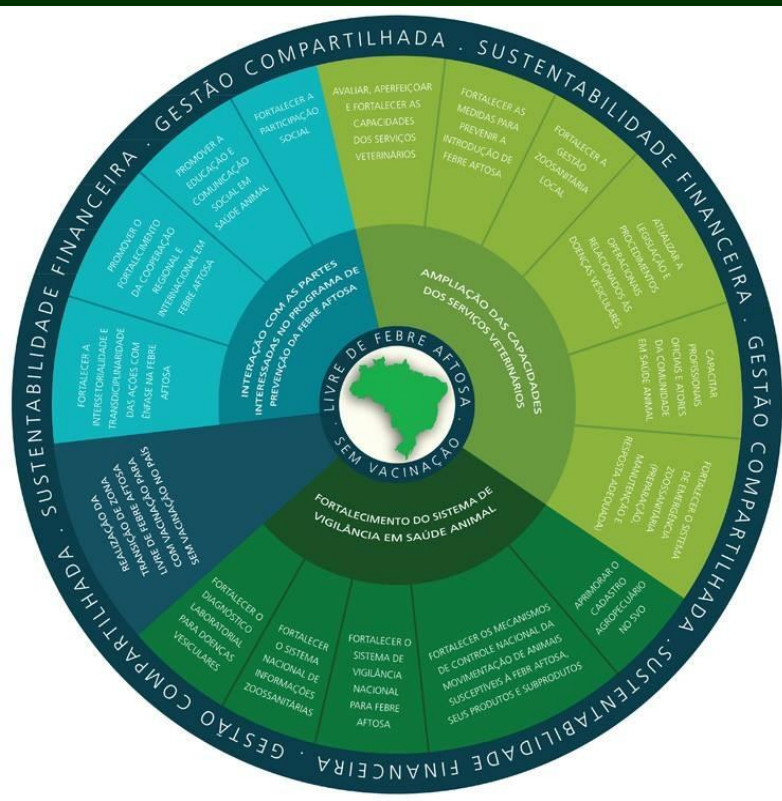 GESTÃO COMPARTILHADA . SUSTENTABILIDADE FINANCEIRA . GESTÃO COMPARTILHADA . SUSTENTABILIDADE FINANCEIRA . GESTÃO COMPARTILHADA . SUSTENTABILIDADE FINANCEIRA .
AVALIAR, APERFEIÇOAR
E FORTALECER AS
CAPACIDADES
DOS SERVIÇOS
VETERINÁRIOS
FORTALECER AS
MEDIDAS PARA
PREVENIR A
INTRODUÇÃO DE
FEBRE AFTOSA
FORTALECER A
GESTÃO
ZOOSANITÁRIA
LOCAL
ATUALIZAR A
LEGISLAÇÃO E
PROCEDIMENTOS
OPERACIONAIS
RELACIONADOS ÀS
DOENÇAS VESICULARES
CAPACITAR
PROFISSIONAIS
OFICIAIS E ATORES
DA COMUNIDADE
EM SAÚDE ANIMAL
FORTALECER O SISTEMA
DE EMERGÊNCIA
ZOOSSANITÁRIA
(PREPARAÇÃO,
MANUTENÇÃO E
RESPOSTA ADEQUADA)
APRIMORAR O
CADASTRO
AGROPECUÁRIO
NO SVO
FORTALECER OS MECANISMOS
DE CONTROLE NACIONAL DA
MOVIMENTAÇÃO DE ANIMAIS
SUSCEPTÍVEIS À FEBR AFTOSA,
SEUS PRODUTOS E SUBPRODUTOS
FORTALECER O
SISTEMA DE
VIGILÂNCIA
NACIONAL
PARA FEBRE
AFTOSA
FORTALECER
O SISTEMA
NACIONAL DE
INFORMAÇÕES
ZOOSSANITÁRIAS
FORTALECER O
DIAGNÓSTICO
LABORATORIAL
PARA DOENÇAS
VESICULARES
REALIZAÇÃO DA
TRANSIÇÃO DE ZONA
LIVRE DE FEBRE AFTOSA
COM VACINAÇÃO PARA
SEM VACINAÇÃO NO PAÍS
FORTALECER A
INTERSETORIALIDADE E
TRANSDICIPLINARIDADE
DAS AÇÕES COM
ÊNFASE NA FEBRE
AFTOSA
PROMOVER O
FORTALECIMENTO
DA COOPERAÇÃO
REGIONAL E
INTERNACIONAL EM
FEBRE AFTOSA
PROMOVER A
EDUCAÇÃO E
COMUNICAÇÃO
SOCIAL EM
SAÚDE ANIMAL
FORTALECER A
PARTICIPAÇÃO
SOCIAL
INTERAÇÃO COM AS PARTES
INTERESSADAS NO PROGRAMA DE
PREVENÇÃO DA FEBRE AFTOSA
AMPLIAÇÃO DAS CAPACIDADES
DOS SERVIÇOS VETERINÁRIOS
FORTALECIMENTO DO SISTEMA DE
VIGILÂNCIA EM SAÚDE ANIMAL
LIVRE DE FEBRE AFTOSA
· SEM VACINAÇÃO ·